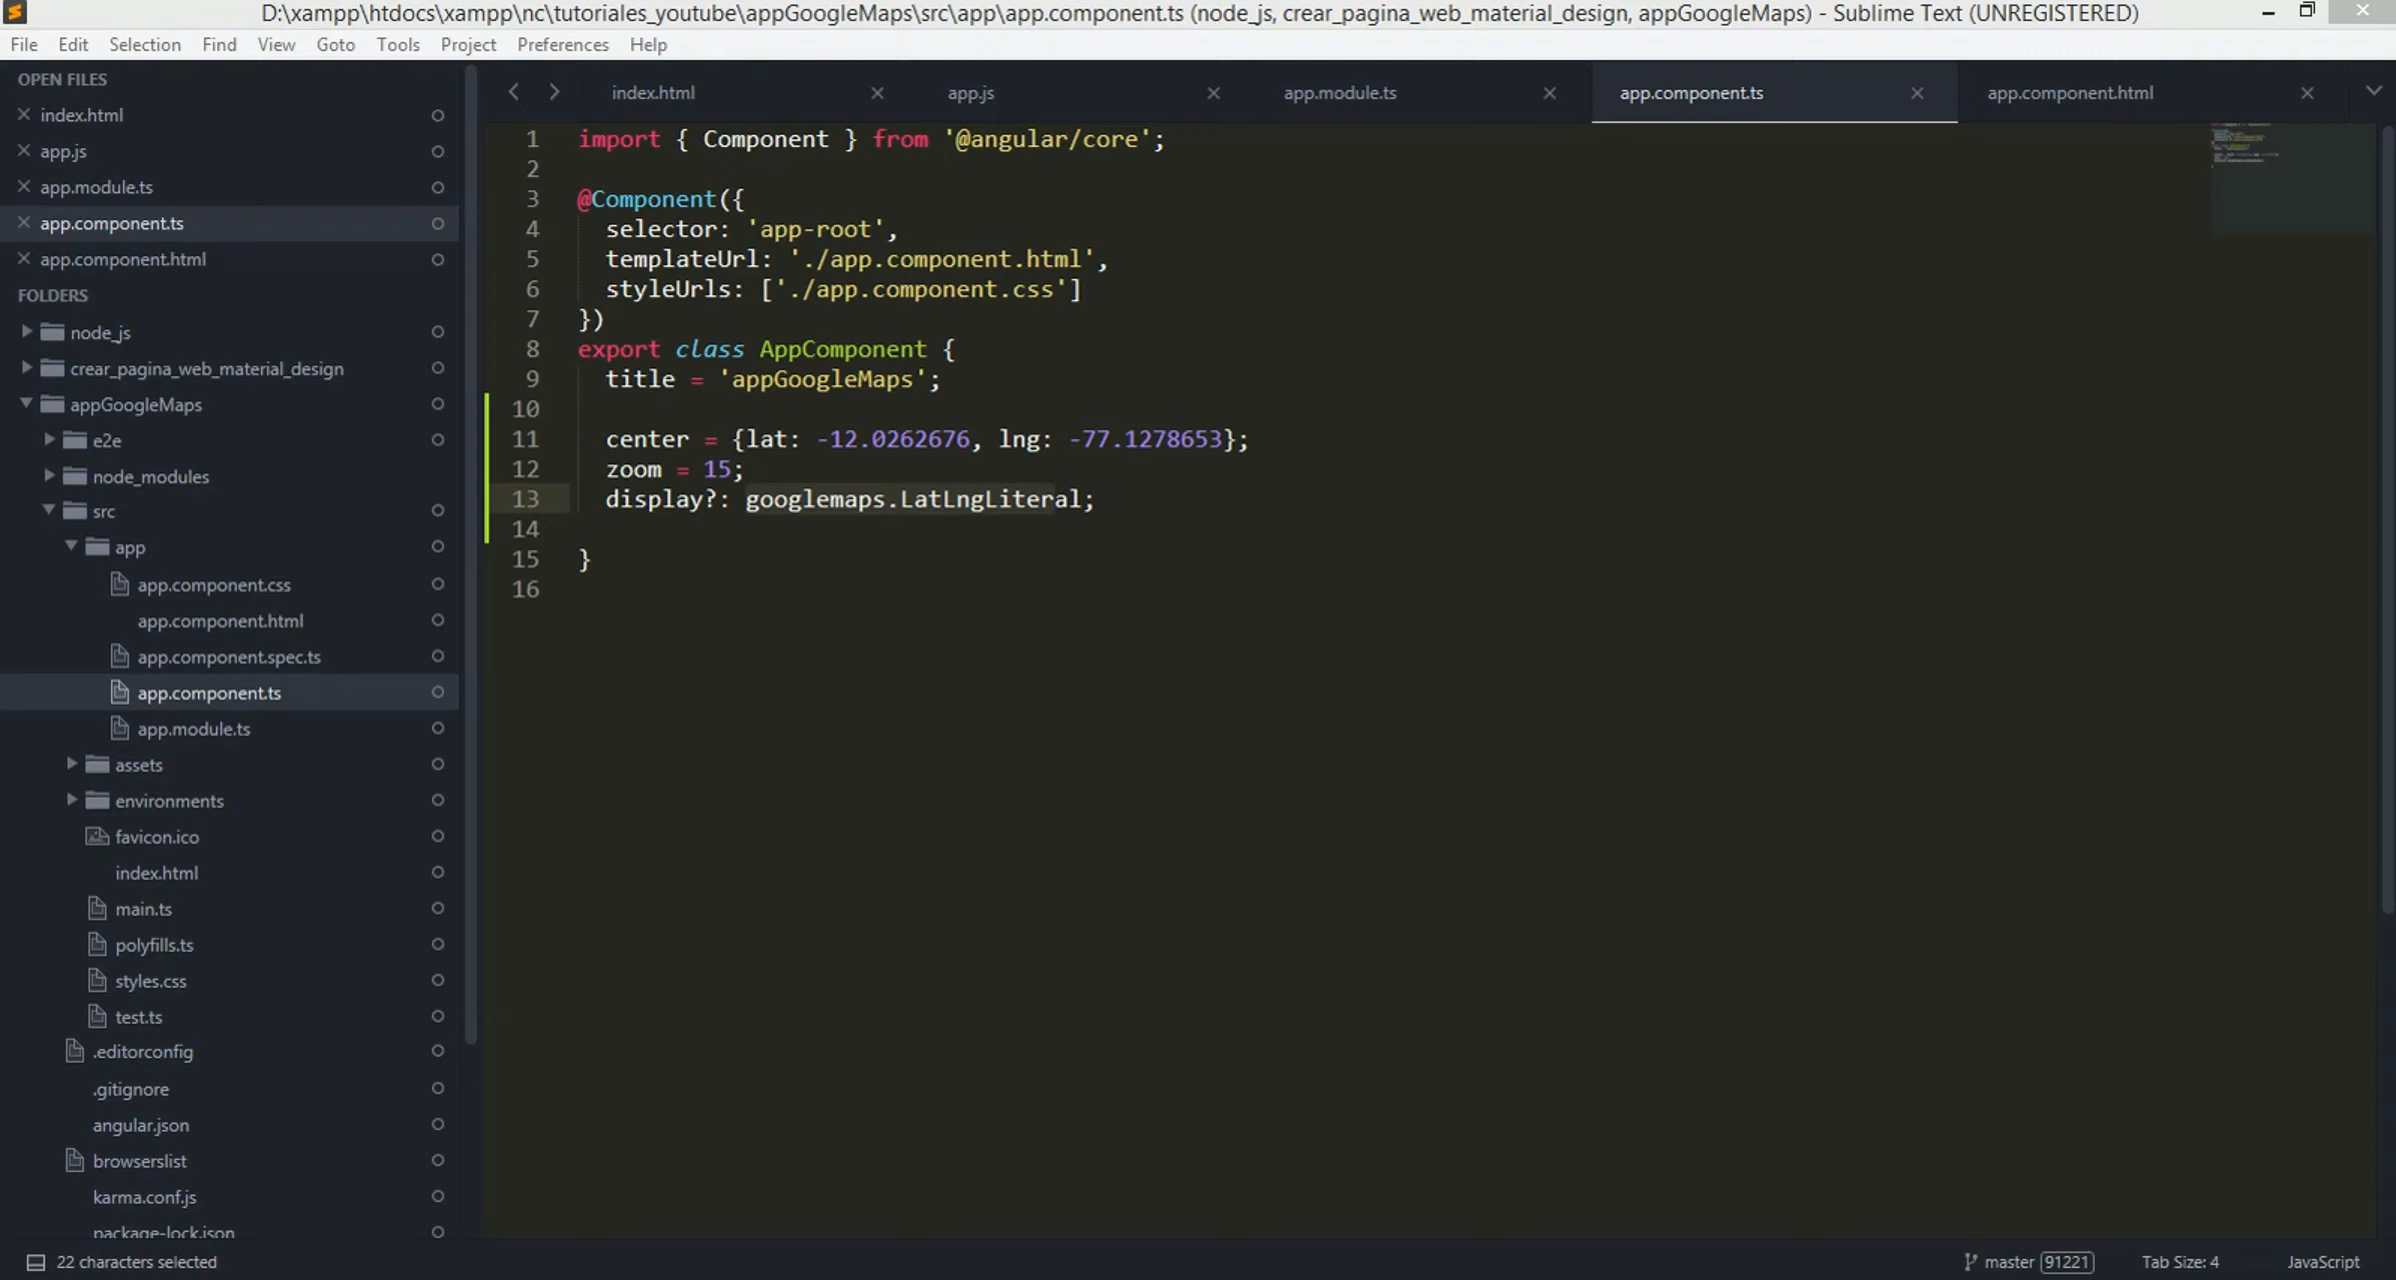 D:\xampp\htdocs\xampp\nc\tutoriales_youtube\appGoogleMaps\src\app\app.component.ts (node_js, crear_pagina_web_material_design, appGoogleMaps) - Sublime Text (UNREGISTERED)
File Edit Selection Find View Goto Tools Project Preferences Help
OPEN FILES
index.html
app.js
app.module.ts
app.component.ts
app.component.html
FOLDERS
node_js
crear_pagina_web_material_design
appGoogleMaps
e2e
node_modules
src
app
app.component.css
app.component.html
app.component.spec.ts
app.component.ts
app.module.ts
assets
environments
favicon.ico
index.html
main.ts
polyfills.ts
styles.css
test.ts
.editorconfig
.gitignore
angular.json
browserslist
karma.conf.js
package-lock.json
index.html app.js app.module.ts app.component.ts app.component.html
1 import { Component } from '@angular/core';
2
3 @Component({
4 selector: 'app-root',
5 templateUrl: './app.component.html',
6 styleUrls: ['./app.component.css']
7 })
8 export class AppComponent {
9 title = 'appGoogleMaps';
10
11 center = {lat: -12.0262676, lng: -77.1278653};
12 zoom = 15;
13 display?: googlemaps.LatLngLiteral;
14
15 }
16
22 characters selected master 91221 Tab Size: 4 JavaScript